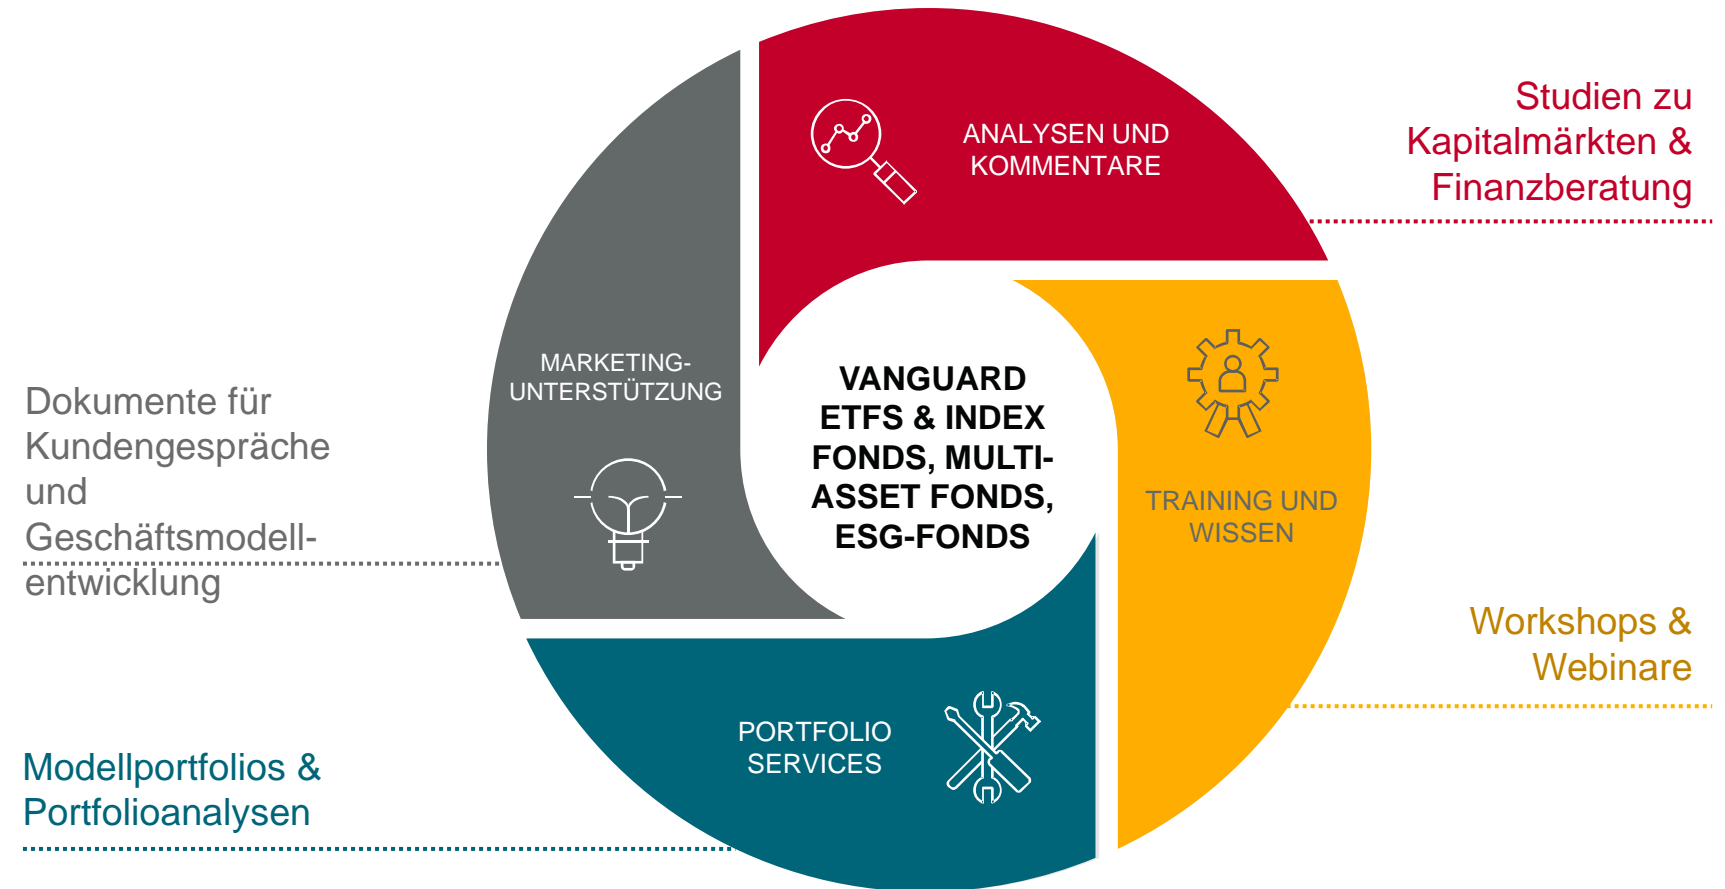 Studien zu
Kapitalmärkten &
Finanzberatung
ANALYSEN UND
KOMMENTARE
MARKETING-
UNTERSTÜTZUNG
VANGUARD
ETFS & INDEX
FONDS, MULTI-
ASSET FONDS,
ESG-FONDS
TRAINING UND
WISSEN
Dokumente für
Kundengespräche
und
Geschäftsmodell-
entwicklung
Workshops &
Webinare
PORTFOLIO
SERVICES
Modellportfolios &
Portfolioanalysen